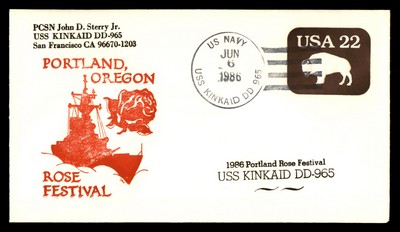 PCSN John D. Sterry Jr.
USS KINKAID DD-965
San Francisco CA 96670-1203
PORTLAND,
OREGON
ROSE
FESTIVAL
US NAVY
JUN
6
1986
USS KINKAID DD 965
USA 22
1986 Portland Rose Festival
USS KINKAID DD-965